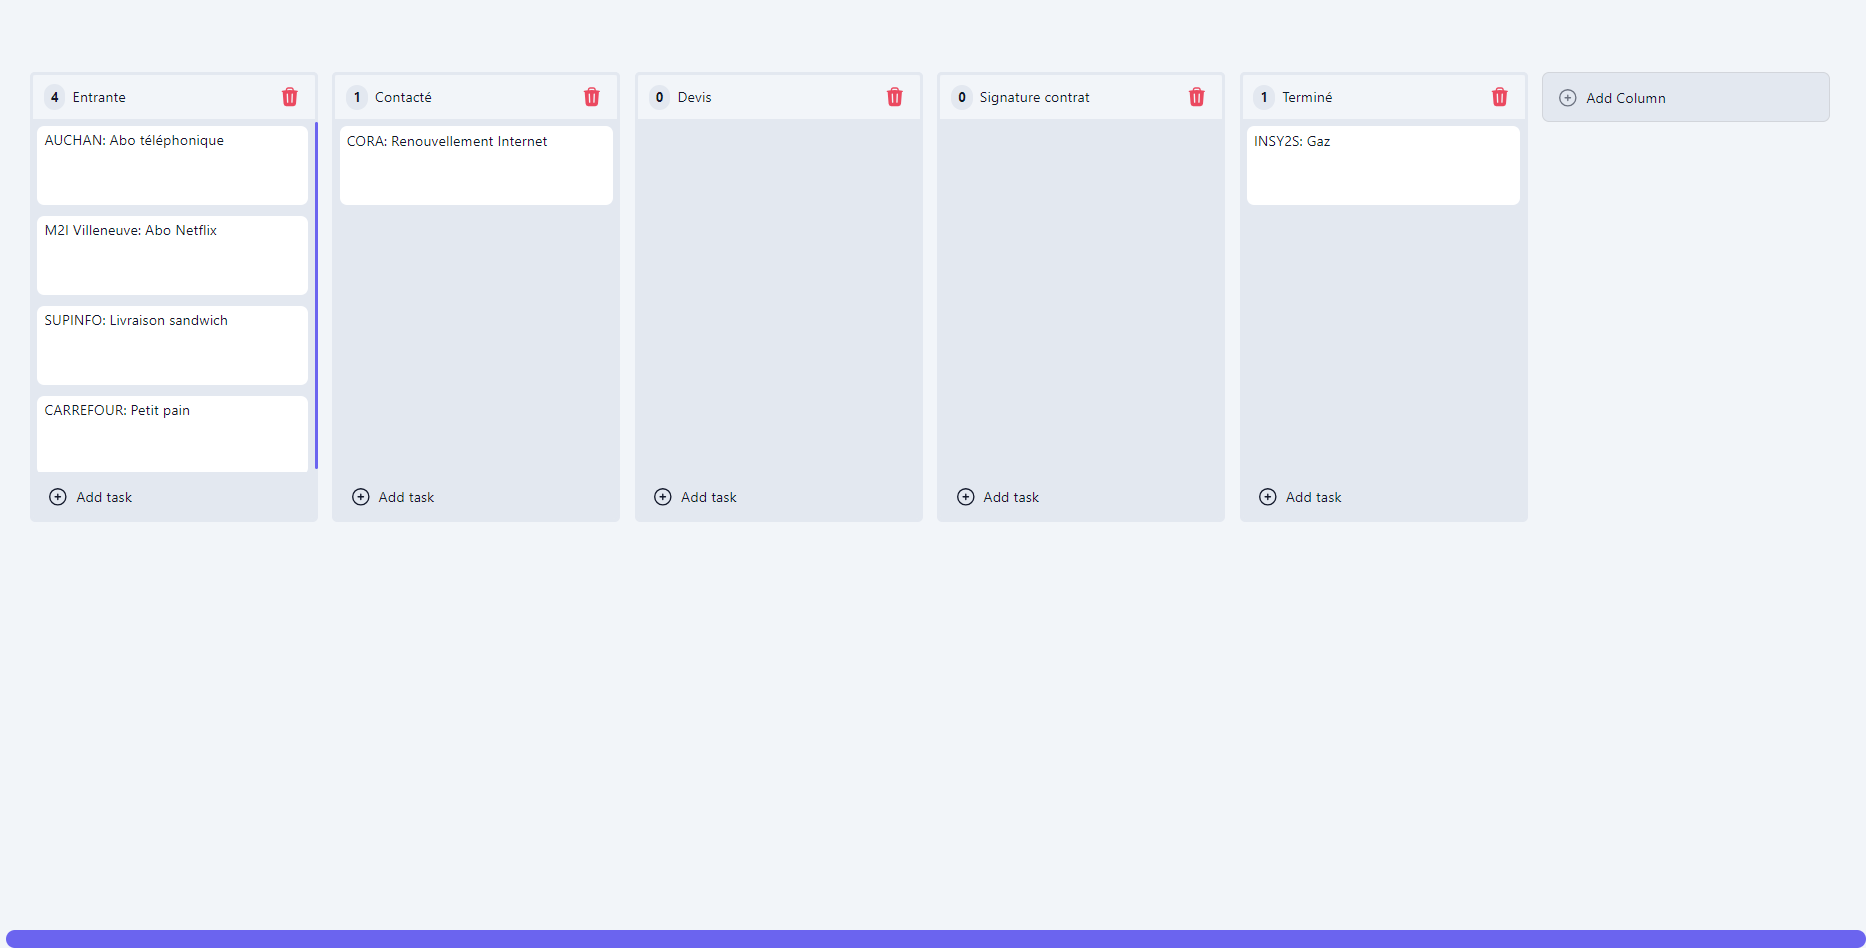 4 Entrante
AUCHAN: Abo téléphonique
M2I Villeneuve: Abo Netflix
SUPINFO: Livraison sandwich
CARREFOUR: Petit pain
Add task
1 Contacté
CORA: Renouvellement Internet
Add task
0 Devis
Add task
0 Signature contrat
Add task
1 Terminé
INSY2S: Gaz
Add task
Add Column